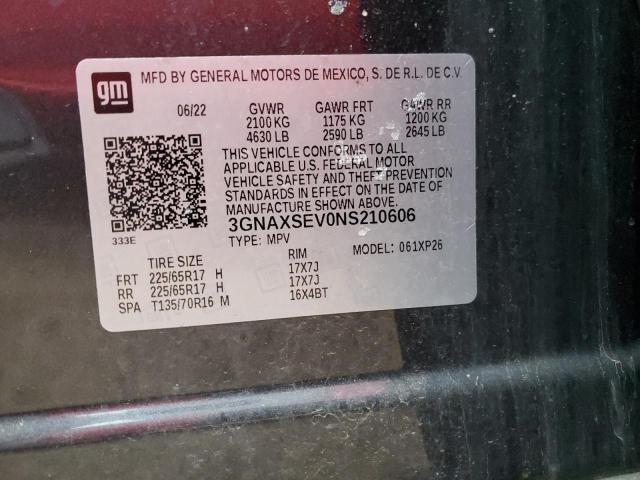 gm
MFD BY GENERAL MOTORS DE MEXICO, S. DE R.L. DE C.V.
06/22 GVWR GAWR FRT GAWR RR
2100 KG 1175 KG 1200 KG
4630 LB 2590 LB 2645 LB
THIS VEHICLE CONFORMS TO ALL
APPLICABLE U.S. FEDERAL MOTOR
VEHICLE SAFETY AND THEFT PREVENTION
STANDARDS IN EFFECT ON THE DATE OF
MANUFACTURE SHOWN ABOVE.
3GNAXSEV0NS210606
333E TYPE: MPV MODEL: 061XP26
TIRE SIZE RIM
FRT 225/65R17 H 17X7J
RR 225/65R17 H 17X7J
SPA T135/70R16 M 16X4BT